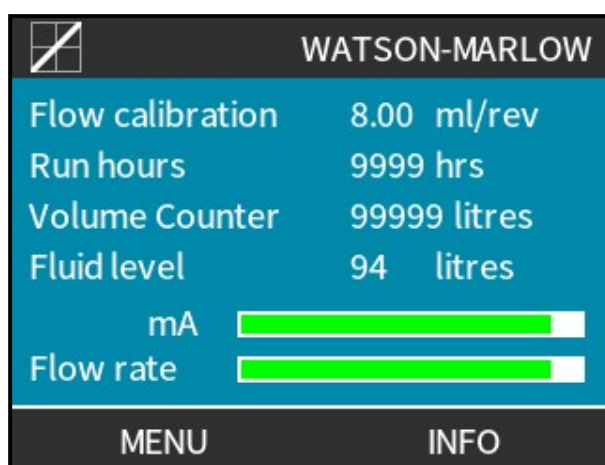 WATSON-MARLOW
Flow calibration 8.00 ml/rev
Run hours 9999 hrs
Volume Counter 99999 litres
Fluid level 94 litres
mA
Flow rate
MENU INFO